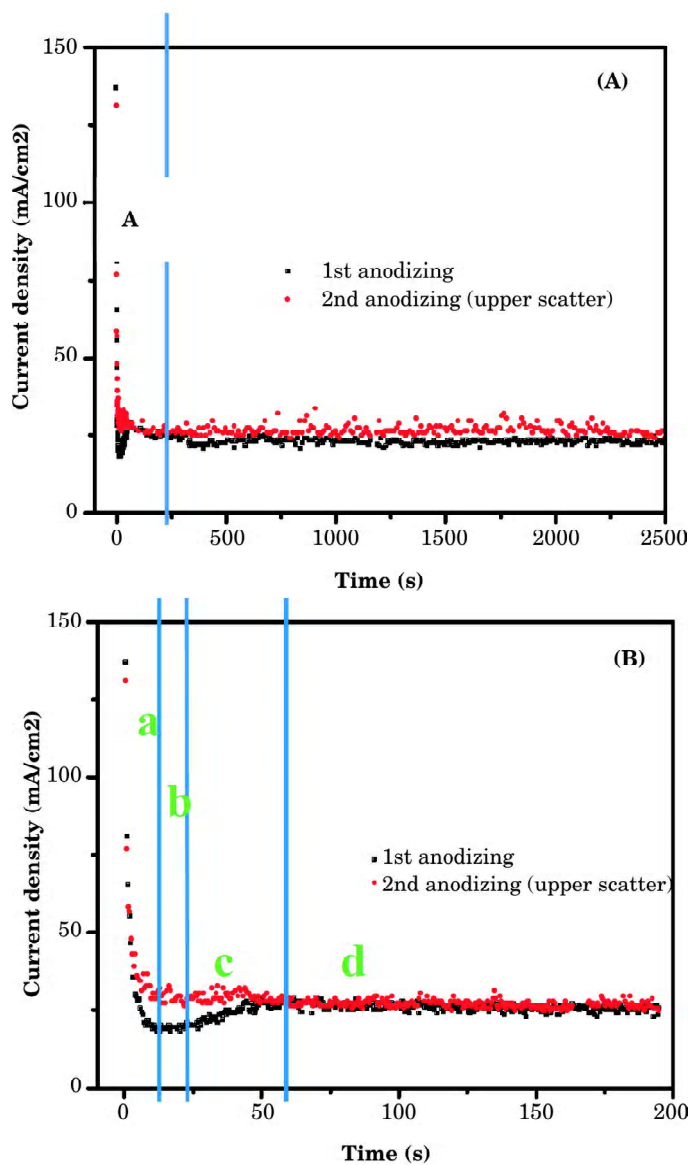 150
(A)
100
A
1st anodizing
2nd anodizing (upper scatter)
50
0
0 500 1000 1500 2000 2500
Current density (mA/cm2)
Time (s)
150
(B)
a
100
b
1st anodizing
2nd anodizing (upper scatter)
50
c d
0
0 50 100 150 200
Current density (mA/cm2)
Time (s)